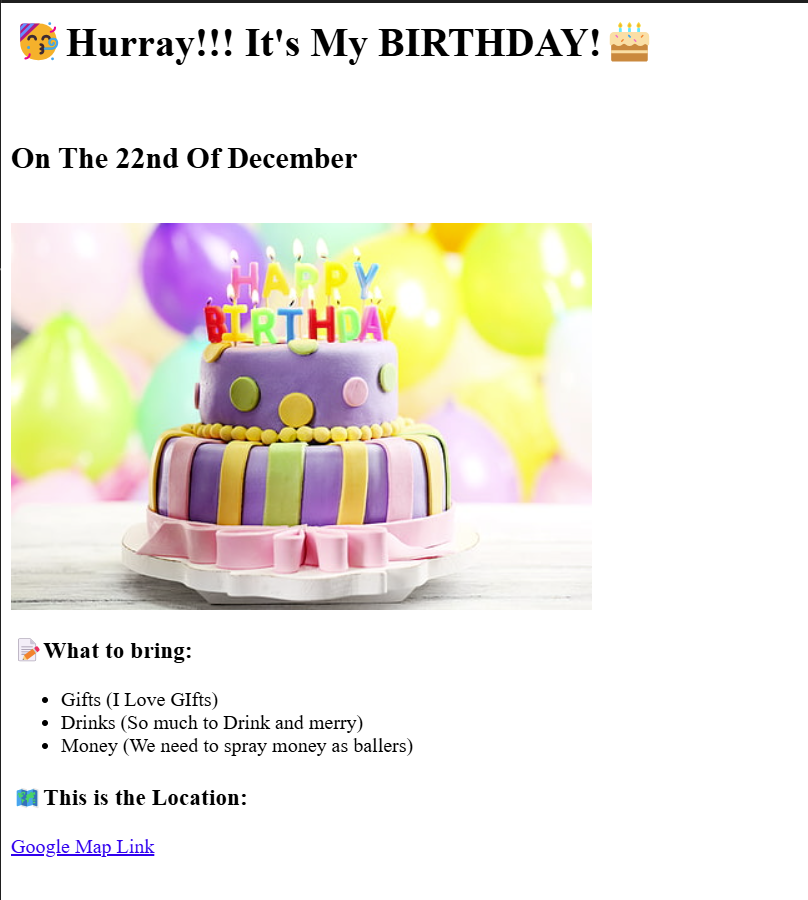 🥳 Hurray!!! It's My BIRTHDAY! 🎂
On The 22nd Of December
HAPPY
BIRTHDAY
📝What to bring:
• Gifts (I Love GIfts)
• Drinks (So much to Drink and merry)
• Money (We need to spray money as ballers)
🗺️ This is the Location:
Google Map Link